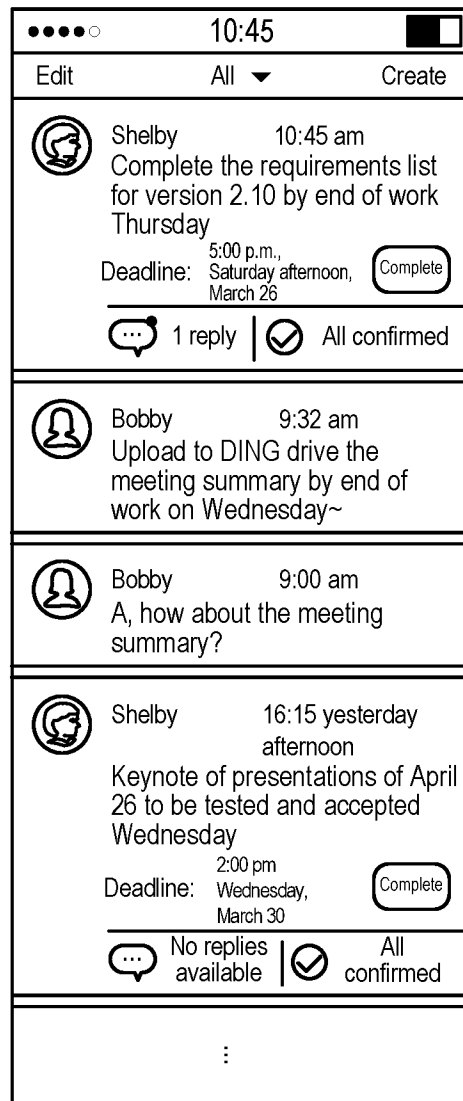 10:45
Edit All Create
Shelby 10:45 am
Complete the requirements list
for version 2.10 by end of work
Thursday
Deadline: 5:00 p.m.,
Saturday afternoon,
March 26
Complete
1 reply All confirmed
Bobby 9:32 am
Upload to DING drive the
meeting summary by end of
work on Wednesday~
Bobby 9:00 am
A, how about the meeting
summary?
Shelby 16:15 yesterday
afternoon
Keynote of presentations of April
26 to be tested and accepted
Wednesday
Deadline: 2:00 pm
Wednesday,
March 30
Complete
No replies
available
All
confirmed